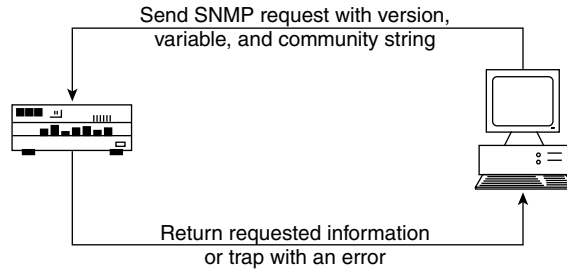 Send SNMP request with version,
variable, and community string
Return requested information
or trap with an error